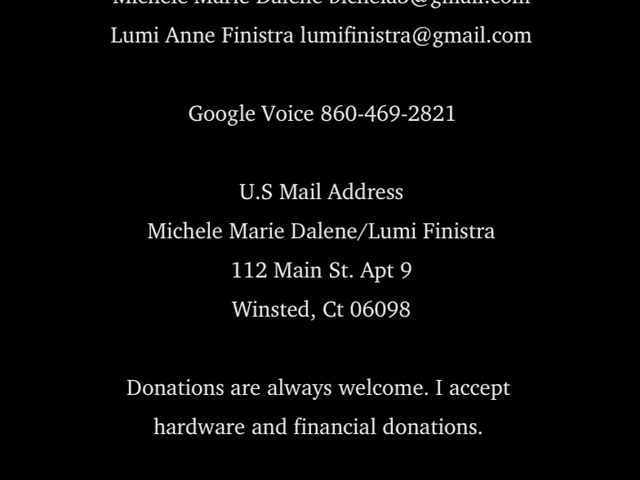 Michele Marie Dalene
Lumi Anne Finistra lumifinistra@gmail.com
Google Voice 860-469-2821
U.S Mail Address
Michele Marie Dalene/Lumi Finistra
112 Main St. Apt 9
Winsted, Ct 06098
Donations are always welcome. I accept
hardware and financial donations.